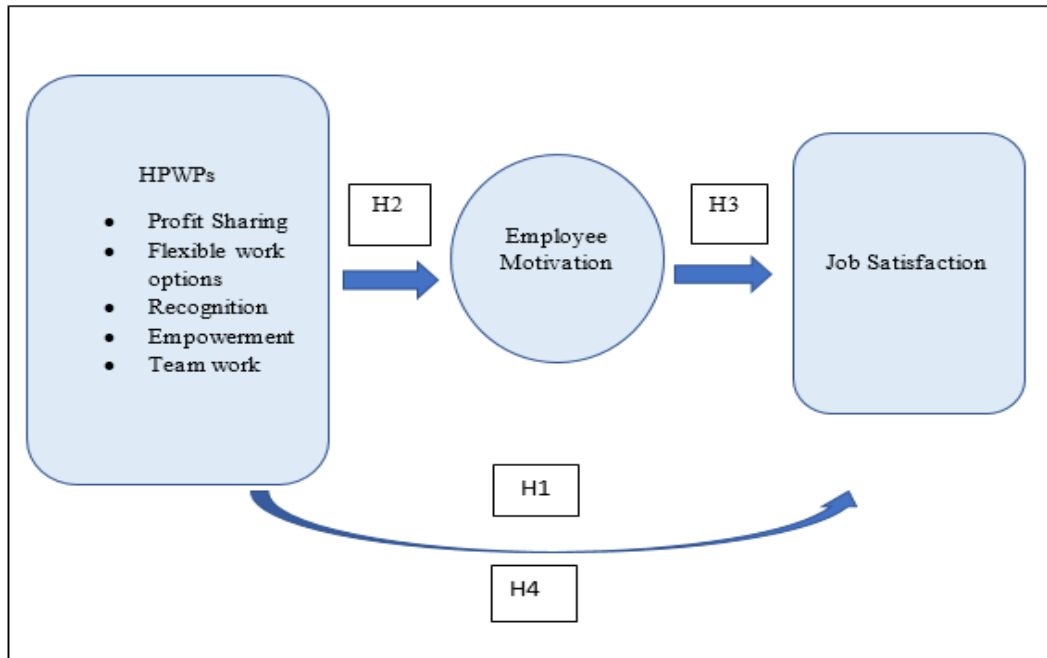 HPWPs
● Profit Sharing
● Flexible work
options
● Recognition
● Empowerment
● Team work
H2
Employee
Motivation
H3
Job Satisfaction
H1
H4